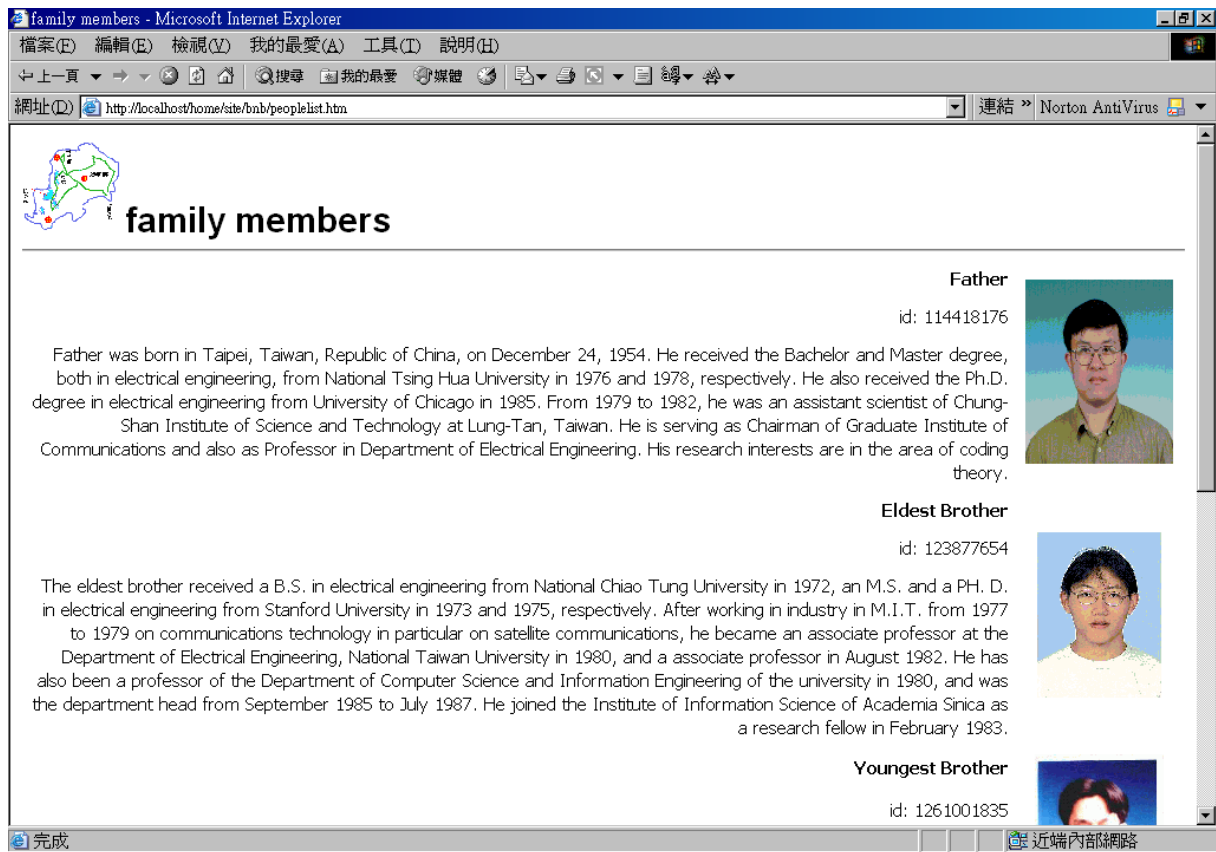 family members - Microsoft Internet Explorer
檔案(F) 編輯(E) 檢視(V) 我的最愛(A) 工具(T) 說明(H)
上一頁 搜尋 我的最愛 媒體
網址(D) http://localhost/home/site/bnb/peoplelist.htm 連結 » Norton AntiVirus
family members
Father
id: 114418176
Father was born in Taipei, Taiwan, Republic of China, on December 24, 1954. He received the Bachelor and Master degree,
both in electrical engineering, from National Tsing Hua University in 1976 and 1978, respectively. He also received the Ph.D.
degree in electrical engineering from University of Chicago in 1985. From 1979 to 1982, he was an assistant scientist of Chung-
Shan Institute of Science and Technology at Lung-Tan, Taiwan. He is serving as Chairman of Graduate Institute of
Communications and also as Professor in Department of Electrical Engineering. His research interests are in the area of coding
theory.
Eldest Brother
id: 123877654
The eldest brother received a B.S. in electrical engineering from National Chiao Tung University in 1972, an M.S. and a PH. D.
in electrical engineering from Stanford University in 1973 and 1975, respectively. After working in industry in M.I.T. from 1977
to 1979 on communications technology in particular on satellite communications, he became an associate professor at the
Department of Electrical Engineering, National Taiwan University in 1980, and a associate professor in August 1982. He has
also been a professor of the Department of Computer Science and Information Engineering of the university in 1980, and was
the department head from September 1985 to July 1987. He joined the Institute of Information Science of Academia Sinica as
a research fellow in February 1983.
Youngest Brother
id: 1261001835
完成 近端內部網路